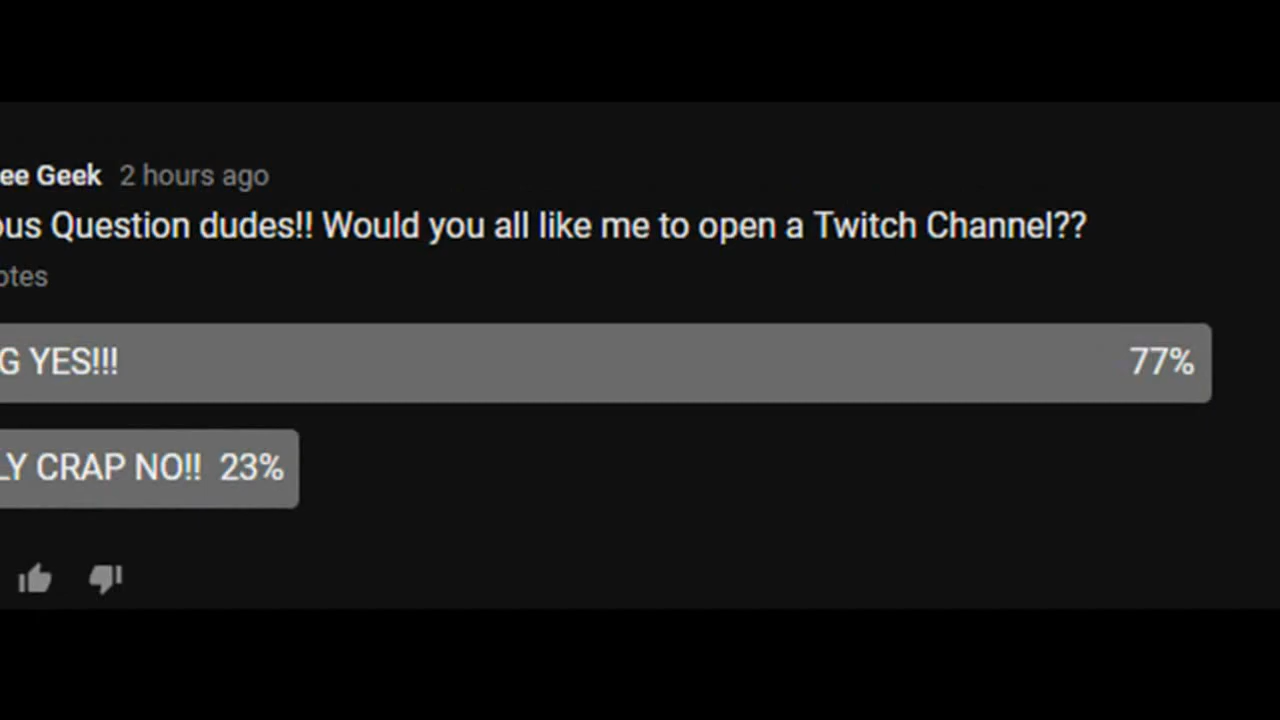 ee Geek 2 hours ago
ous Question dudes!! Would you all like me to open a Twitch Channel??
otes
G YES!!! 77%
LY CRAP NO!! 23%